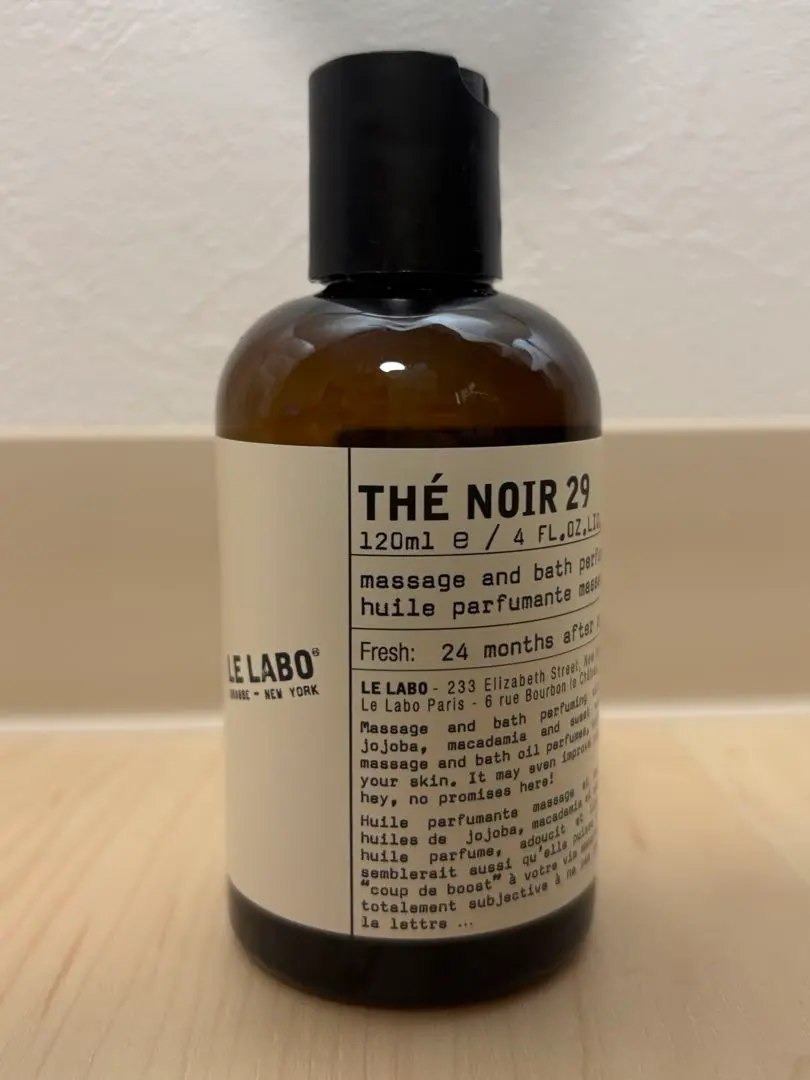 THÉ NOIR 29
120ml e / 4 FL.OZ.LIQ.
massage and bath
huile parfumante
Fresh: 24 months after
LE LABO®
GRASSE - NEW YORK
LE LABO - 233 Elizabeth Street, New
Le Labo Paris - 6 rue Bourbon le
Massage and bath perfuming
jojoba, macadamia and sweet
massage and bath oil perfumes,
your skin. It may even improve
hey, no promises here!
Huile parfumante massage et
huiles de jojoba, macadamia et
huile parfume, adoucit et
semblerait aussi qu'elle puisse
"coup de boost" à votre vie
totalement subjective à ne pas
la lettre ...